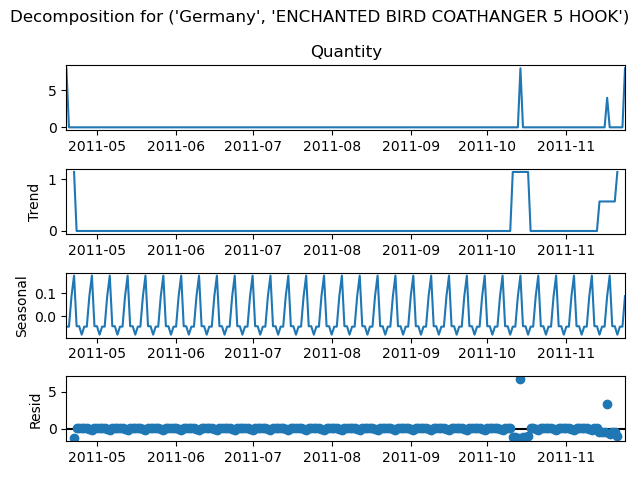 Decomposition for ('Germany', 'ENCHANTED BIRD COATHANGER 5 HOOK')
Quantity
5
0
2011-05 2011-06 2011-07 2011-08 2011-09 2011-10 2011-11
Trend
1
0
2011-05 2011-06 2011-07 2011-08 2011-09 2011-10 2011-11
Seasonal
0.1
0.0
2011-05 2011-06 2011-07 2011-08 2011-09 2011-10 2011-11
Resid
5
0
2011-05 2011-06 2011-07 2011-08 2011-09 2011-10 2011-11